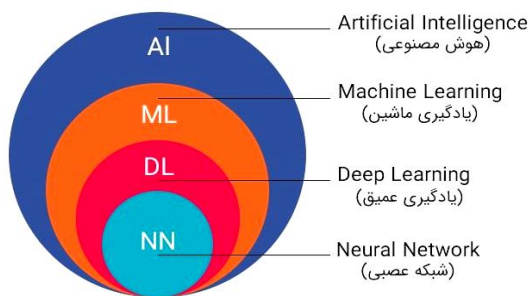 AI
Artificial Intelligence
(هوش مصنوعی)
ML
Machine Learning
(یادگیری ماشین)
DL
Deep Learning
(یادگیری عمیق)
NN
Neural Network
(شبکه عصبی)